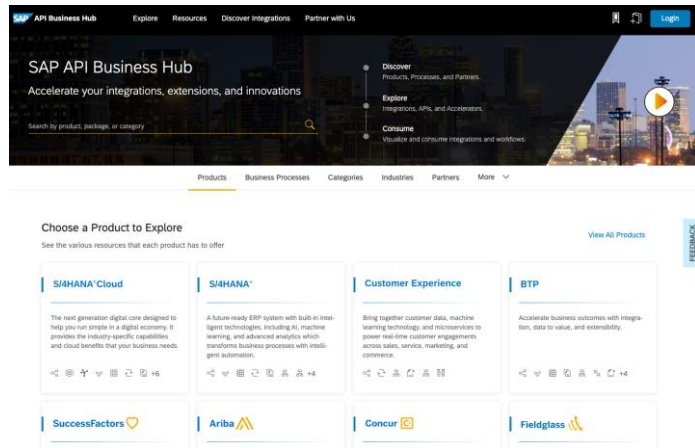 SAP API Business Hub Explore Resources Discover Integrations Partner with Us Login
SAP API Business Hub
Accelerate your integrations, extensions, and innovations
Search by product, package, or category
Discover
Products, Processes, and Partners.
Explore
Integrations, APIs, and Accelerators.
Consume
Visualize and consume integrations and workflows.
Products Business Processes Categories Industries Partners More
Choose a Product to Explore
See the various resources that each product has to offer
View All Products
FEEDBACK
S/4HANA® Cloud
The next generation digital core designed to
help you run simple in a digital economy. It
provides the industry-specific capabilities
and cloud benefits that your business needs.
+6
S/4HANA®
A future-ready ERP system with built-in intel-
ligent technologies, including AI, machine
learning, and advanced analytics which
transforms business processes with intelli-
gent automation.
+4
Customer Experience
Bring together customer data, machine
learning technology, and microservices to
power real-time customer engagements
across sales, service, marketing, and
commerce.
BTP
Accelerate business outcomes with integra-
tion, data to value, and extensibility.
+4
SuccessFactors
Ariba
Concur C
Fieldglass